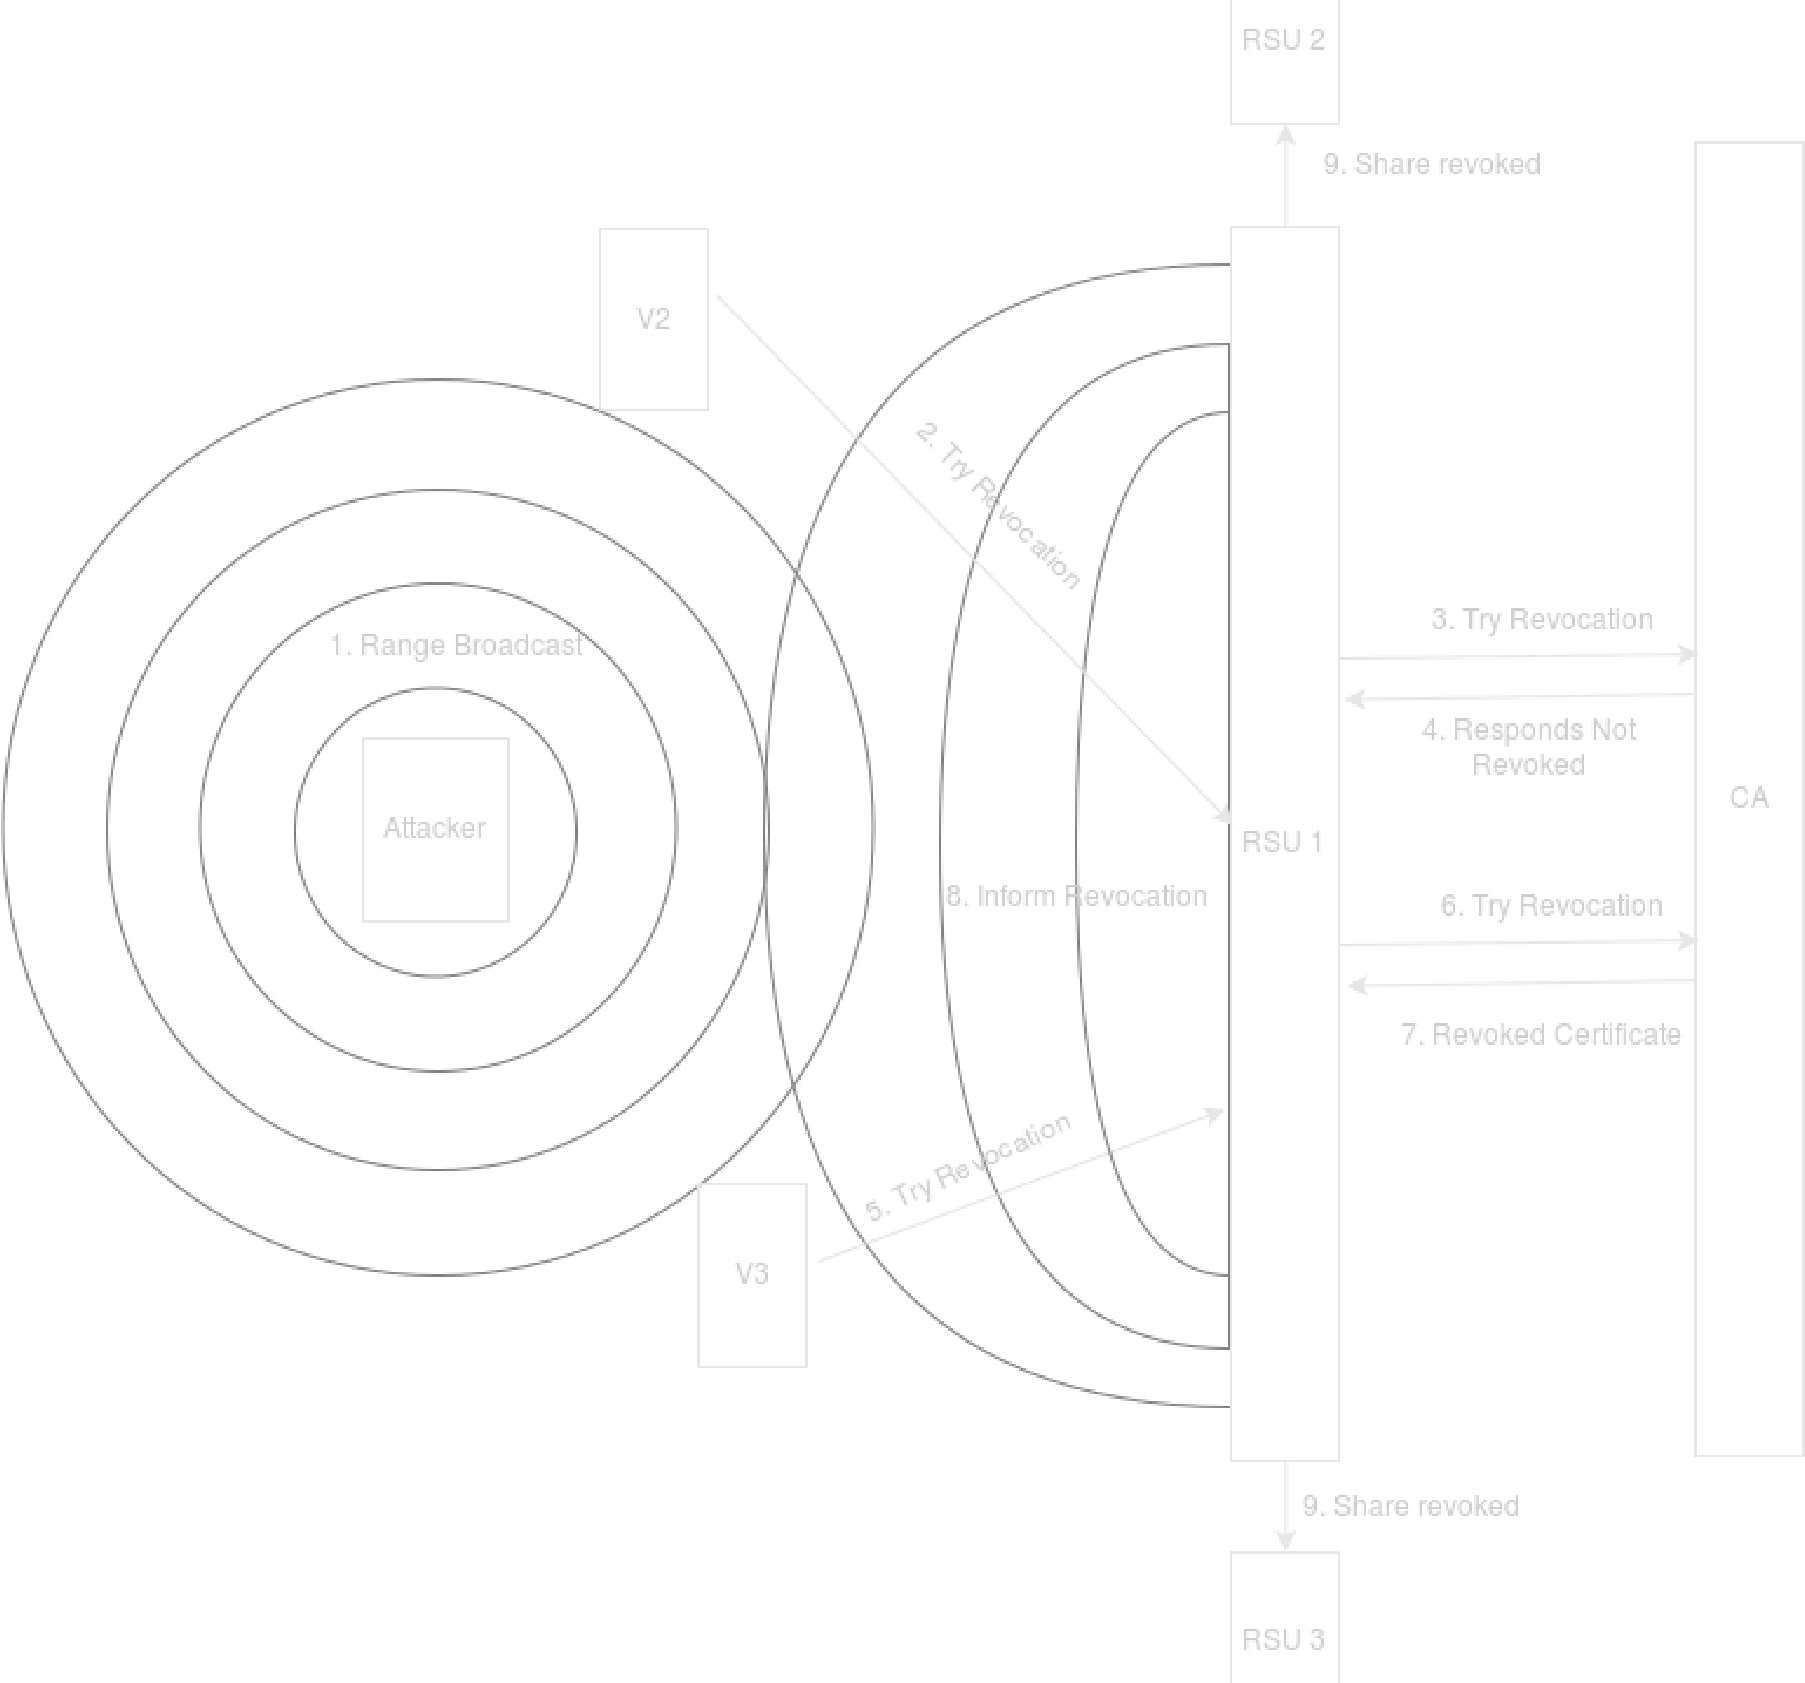 RSU 2
9. Share revoked
V2
2. Try Revocation
3. Try Revocation
1. Range Broadcast
4. Responds Not
Revoked
CA
Attacker
RSU 1
8. Inform Revocation
6. Try Revocation
7. Revoked Certificate
5. Try Revocation
V3
9. Share revoked
RSU 3